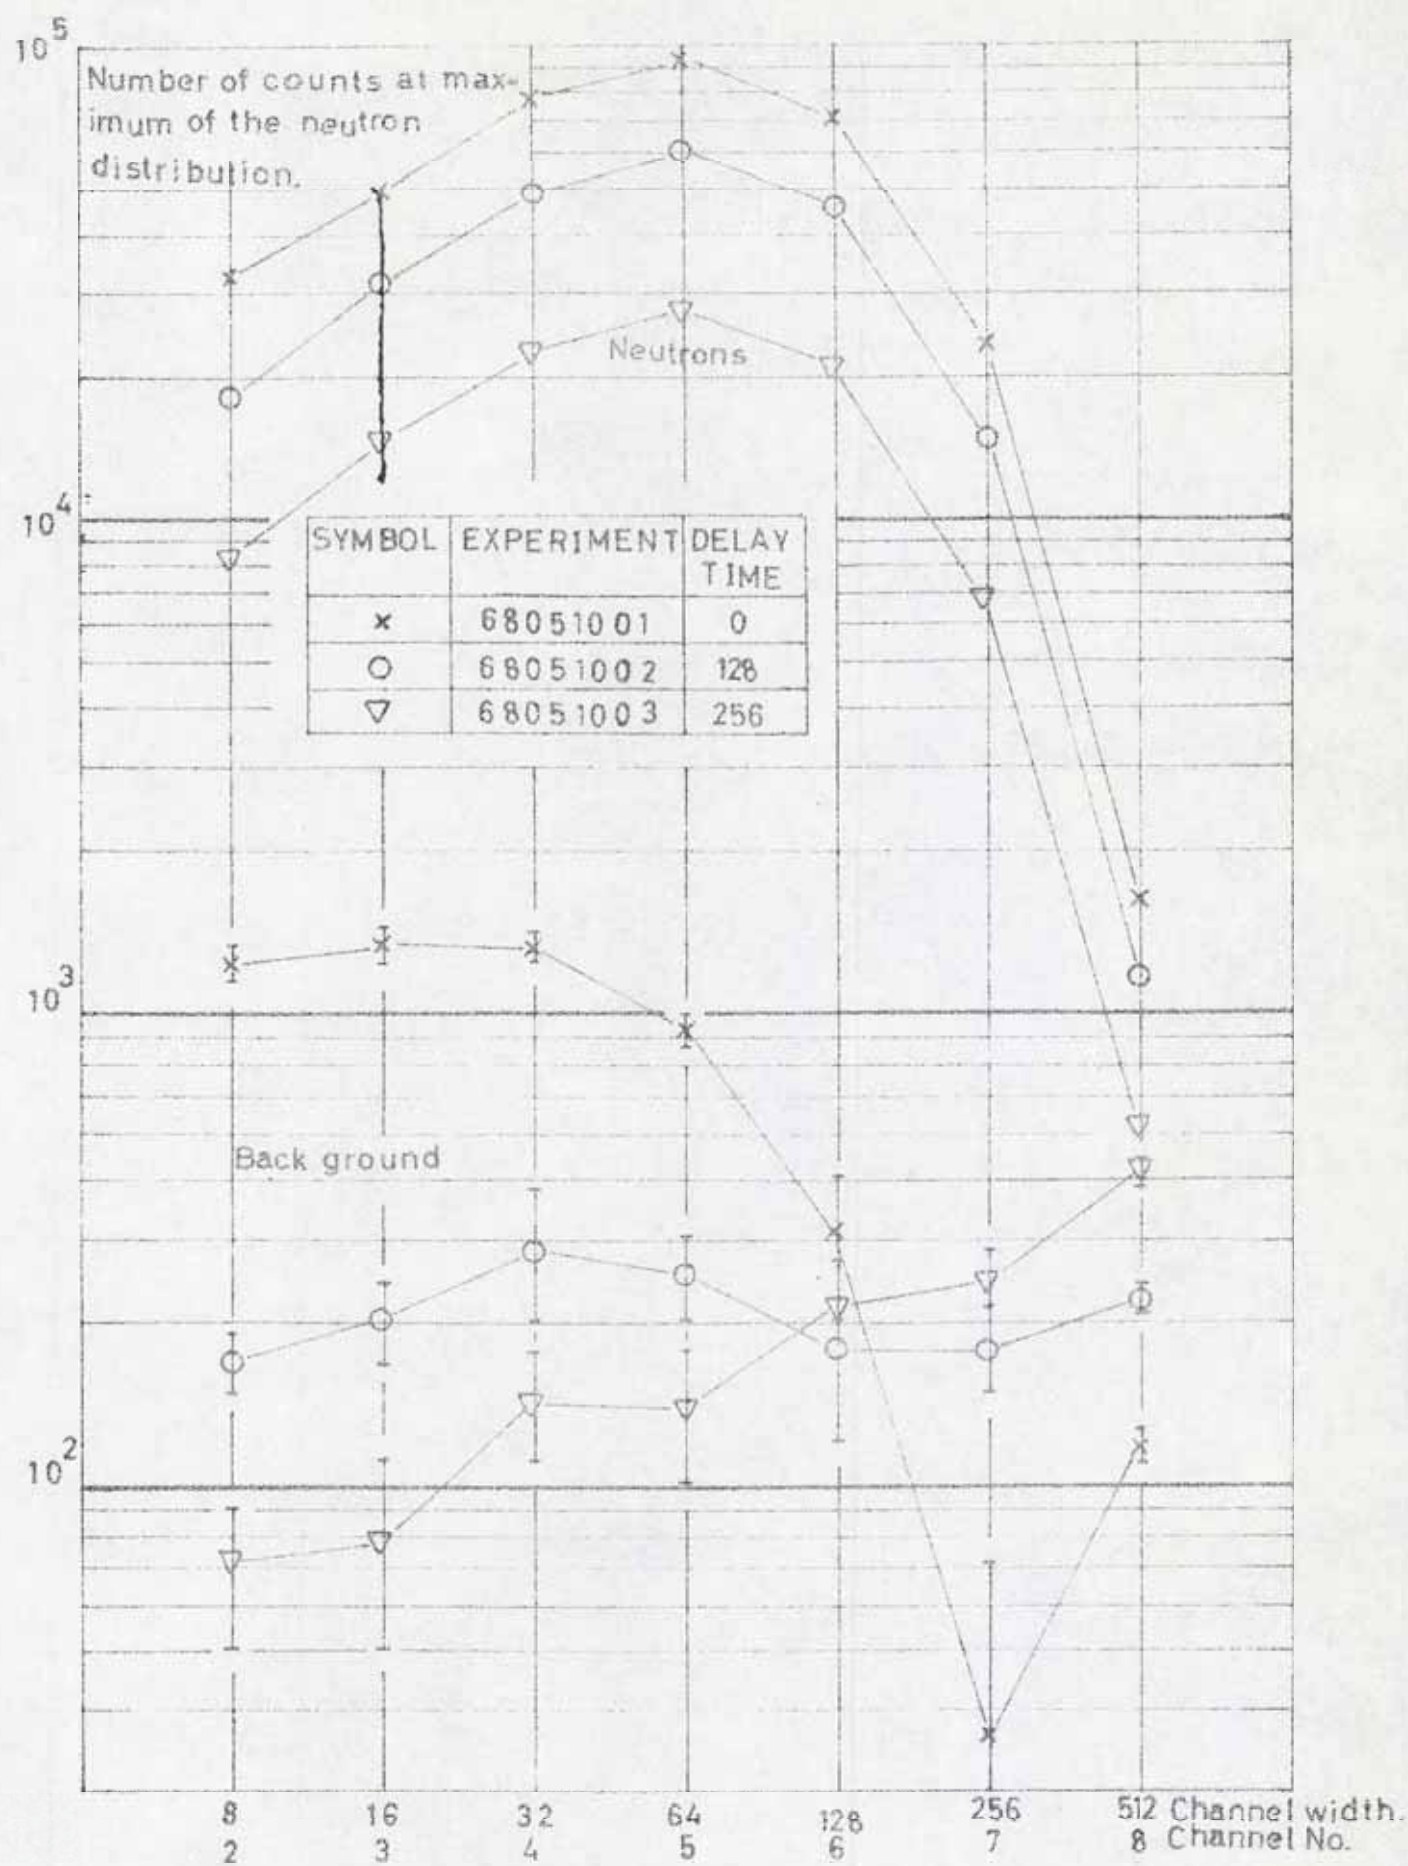 10^5
Number of counts at max-
imum of the neutron
distribution.
Neutrons
10^4
SYMBOL EXPERIMENT DELAY TIME
× 68051001 0
○ 68051002 128
▽ 68051003 256
10^3
Back ground
10^2
8 16 32 64 128 256 512 Channel width.
2 3 4 5 6 7 8 Channel No.